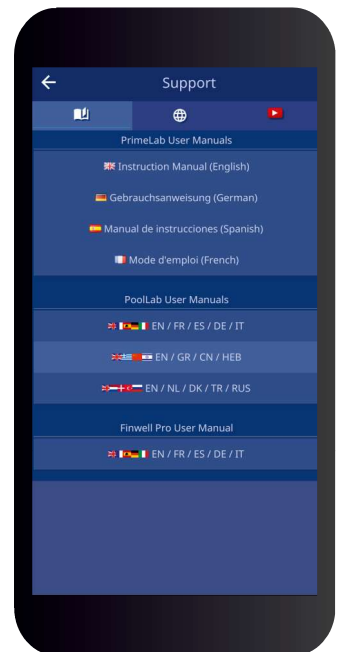 Support
PrimeLab User Manuals
Instruction Manual (English)
Gebrauchsanweisung (German)
Manual de instrucciones (Spanish)
Mode d'emploi (French)
PoolLab User Manuals
EN / FR / ES / DE / IT
EN / GR / CN / HEB
EN / NL / DK / TR / RUS
Finwell Pro User Manual
EN / FR / ES / DE / IT